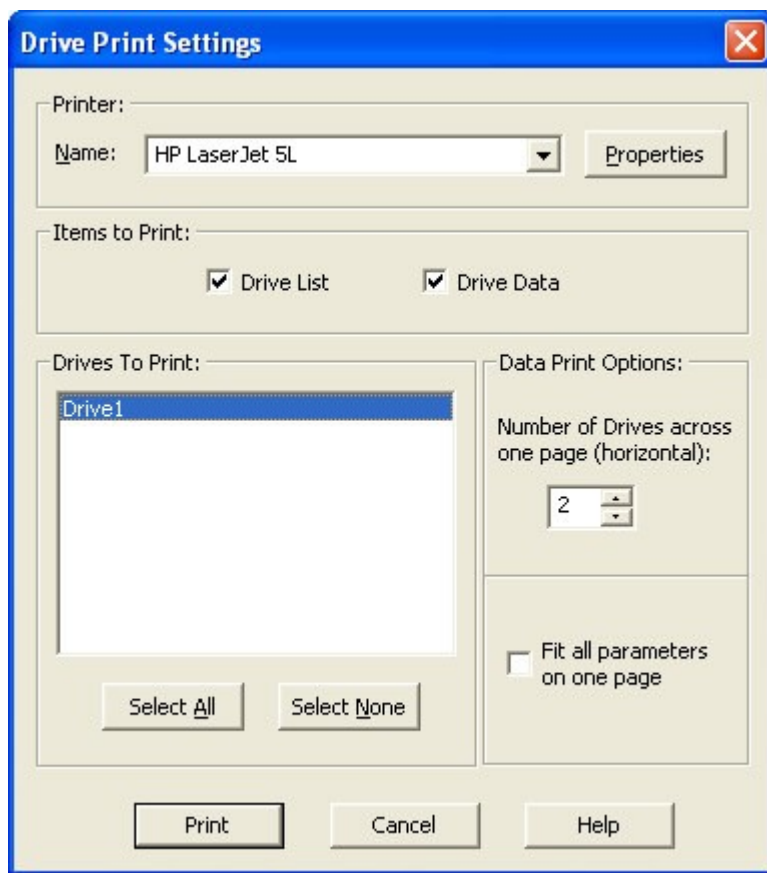 Drive Print Settings
Printer:
Name: HP LaserJet 5L Properties
Items to Print:
Drive List Drive Data
Drives To Print:
Drive1
Select All Select None
Data Print Options:
Number of Drives across
one page (horizontal):
2
Fit all parameters
on one page
Print Cancel Help